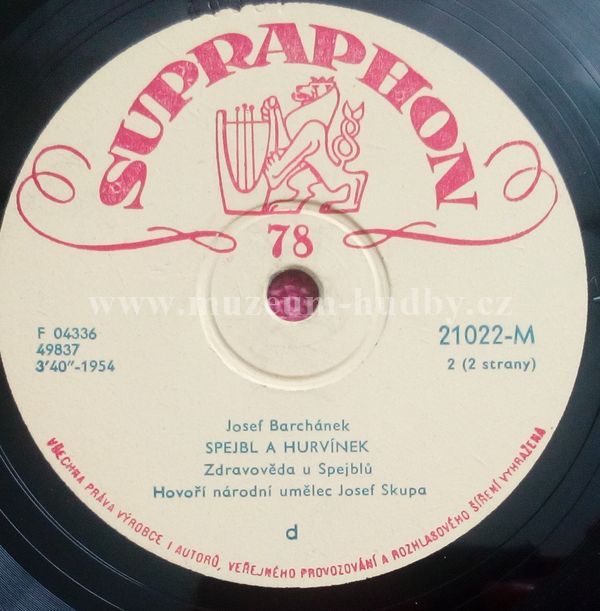 SUPRAPHON
78
www.muzeum-hudby.cz
F 04336
49837
3'40"-1954
21022-M
2 (2 strany)
Josef Barchánek
SPEJBL A HURVÍNEK
Zdravověda u Spejblů
Hovoří národní umělec Josef Skupa
d
VŠECHNA PRÁVA VÝROBCE I AUTORŮ, VEŘEJNÉHO PROVOZOVÁNÍ A ROZHLASOVÉHO ŠÍŘENÍ VYHRAŽENA